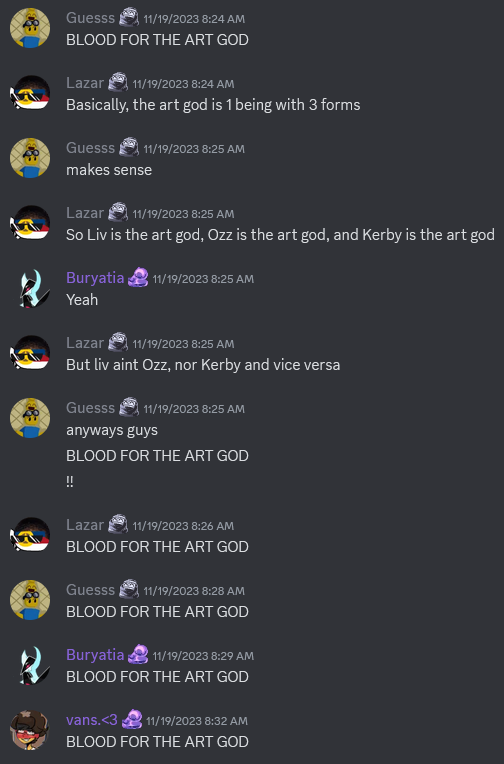 Guesss 11/19/2023 8:24 AM
BLOOD FOR THE ART GOD
Lazar 11/19/2023 8:24 AM
Basically, the art god is 1 being with 3 forms
Guesss 11/19/2023 8:25 AM
makes sense
Lazar 11/19/2023 8:25 AM
So Liv is the art god, Ozz is the art god, and Kerby is the art god
Buryatia 11/19/2023 8:25 AM
Yeah
Lazar 11/19/2023 8:25 AM
But liv aint Ozz, nor Kerby and vice versa
Guesss 11/19/2023 8:25 AM
anyways guys
BLOOD FOR THE ART GOD
!!
Lazar 11/19/2023 8:26 AM
BLOOD FOR THE ART GOD
Guesss 11/19/2023 8:28 AM
BLOOD FOR THE ART GOD
Buryatia 11/19/2023 8:29 AM
BLOOD FOR THE ART GOD
vans.<3 11/19/2023 8:32 AM
BLOOD FOR THE ART GOD